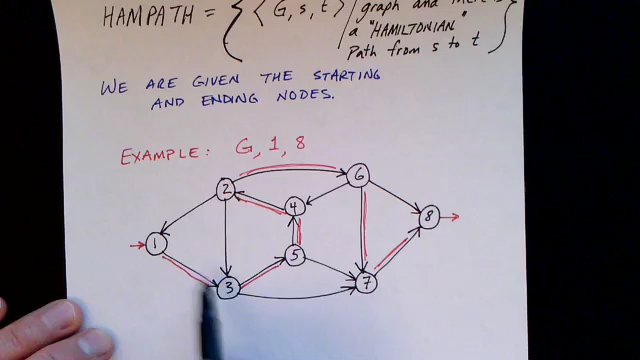 HAMPATH = { ⟨ G, s, t ⟩ | graph and
a "HAMILTONIAN"
Path from s to t }
WE ARE GIVEN THE STARTING
AND ENDING NODES.
EXAMPLE: G, 1, 8
6
2
4
8
1
5
3
7